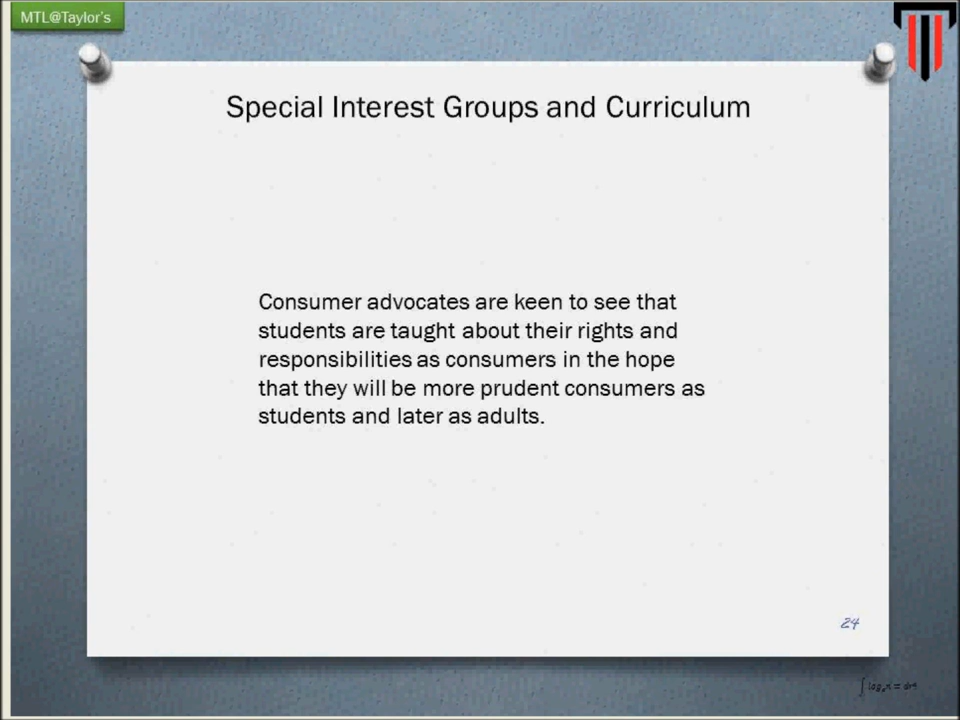 MTL@Taylor's
Special Interest Groups and Curriculum
Consumer advocates are keen to see that
students are taught about their rights and
responsibilities as consumers in the hope
that they will be more prudent consumers as
students and later as adults.
24